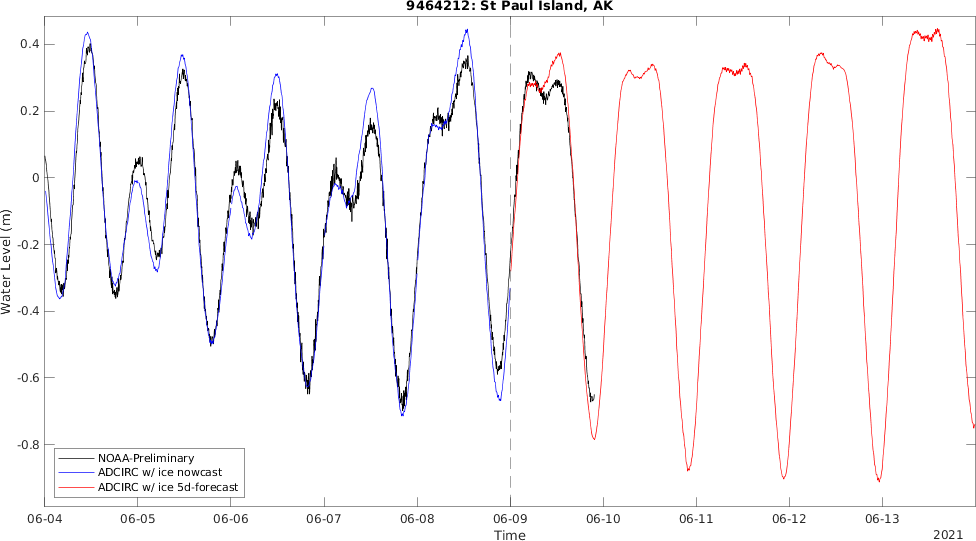 9464212: St Paul Island, AK
0.4
0.2
0
-0.2
-0.4
-0.6
-0.8
Water Level (m)
NOAA-Preliminary
ADCIRC w/ ice nowcast
ADCIRC w/ ice 5d-forecast
06-04 06-05 06-06 06-07 06-08 06-09 06-10 06-11 06-12 06-13
Time
2021